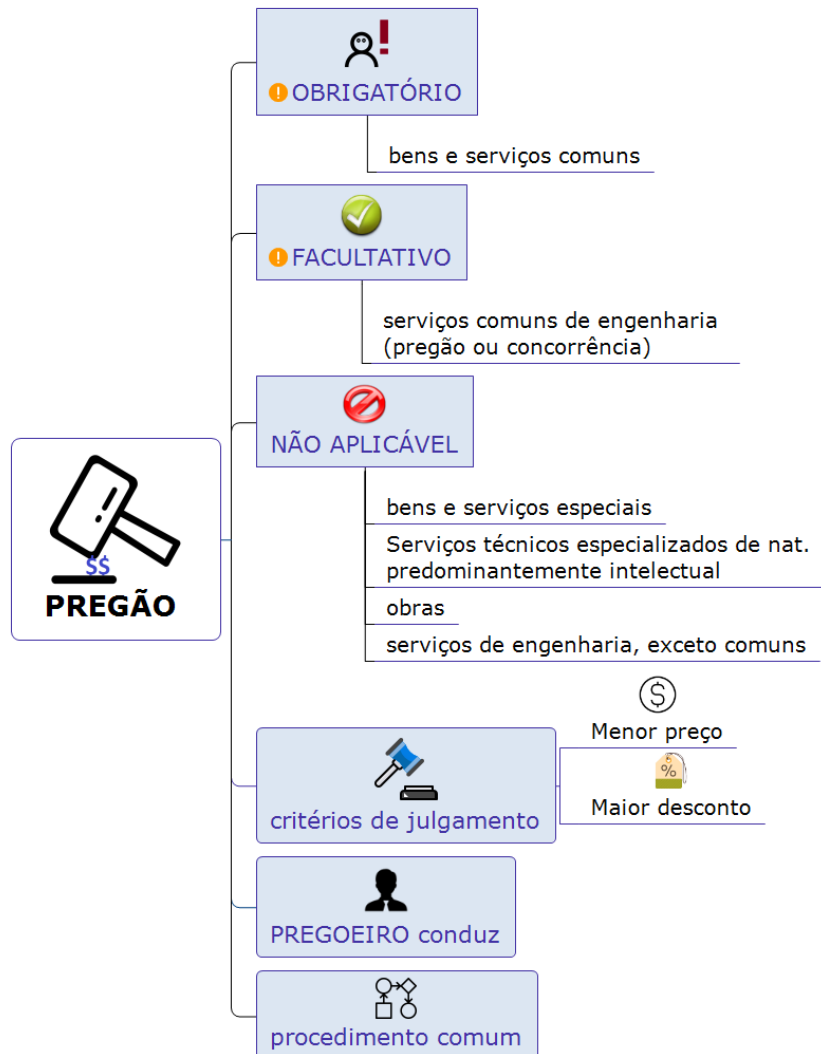 !
! OBRIGATÓRIO
bens e serviços comuns
! FACULTATIVO
serviços comuns de engenharia
(pregão ou concorrência)
NÃO APLICÁVEL
bens e serviços especiais
Serviços técnicos especializados de nat.
predominantemente intelectual
obras
serviços de engenharia, exceto comuns
$$
PREGÃO
$
Menor preço
%
Maior desconto
critérios de julgamento
PREGOEIRO conduz
procedimento comum